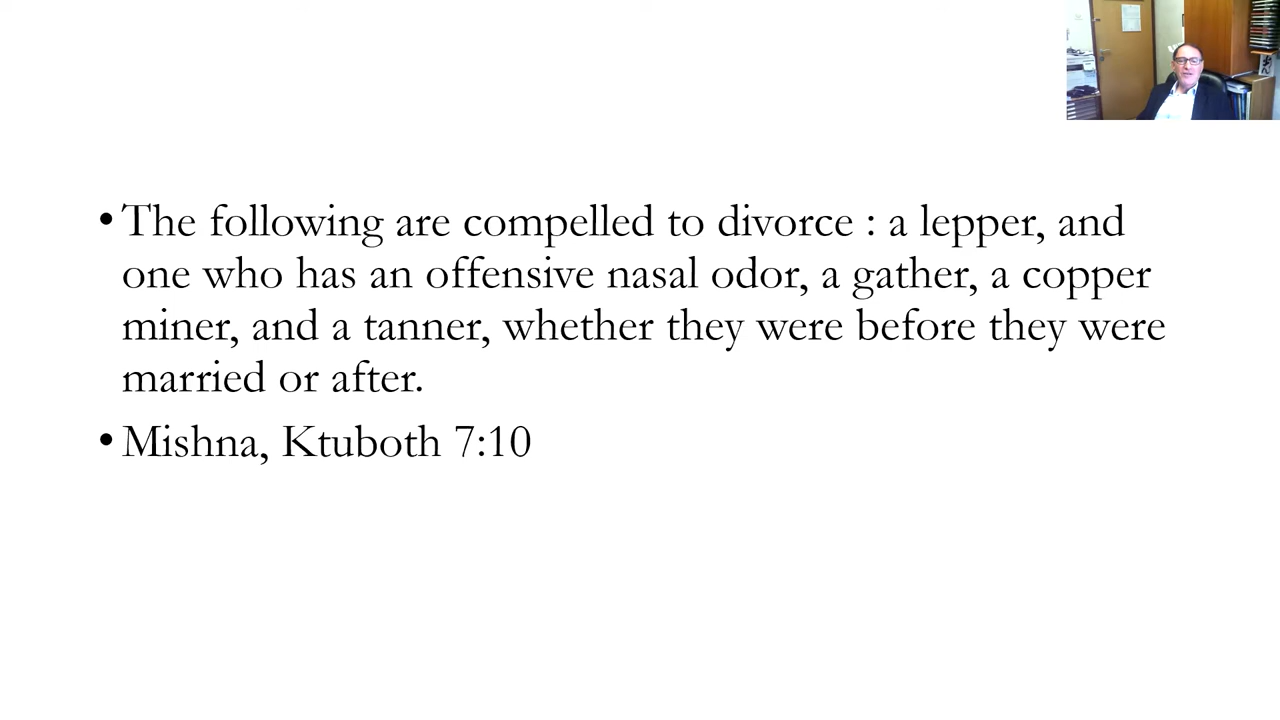 • The following are compelled to divorce : a lepper, and
one who has an offensive nasal odor, a gather, a copper
miner, and a tanner, whether they were before they were
married or after.
• Mishna, Ktuboth 7:10